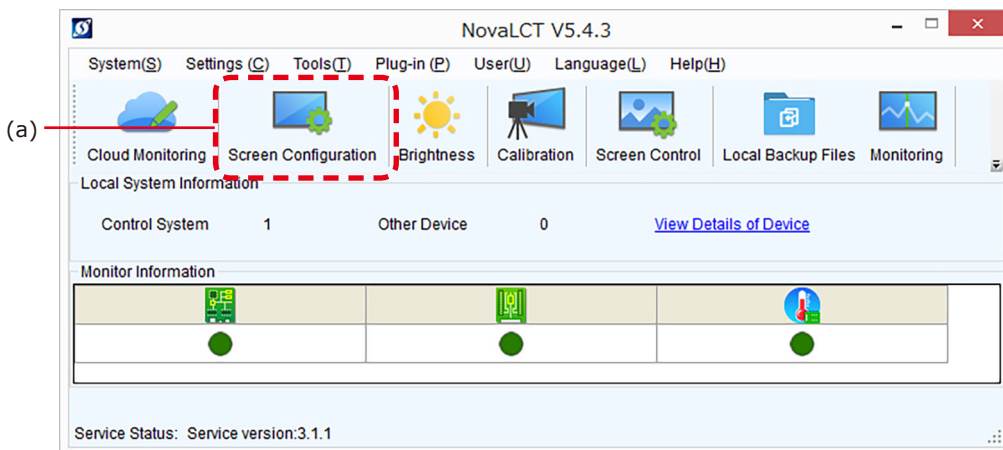 NovaLCT V5.4.3
System(S) Settings (C) Tools(T) Plug-in (P) User(U) Language(L) Help(H)
(a)
Cloud Monitoring Screen Configuration Brightness Calibration Screen Control Local Backup Files Monitoring
Local System Information
Control System 1 Other Device 0 View Details of Device
Monitor Information
Service Status: Service version:3.1.1